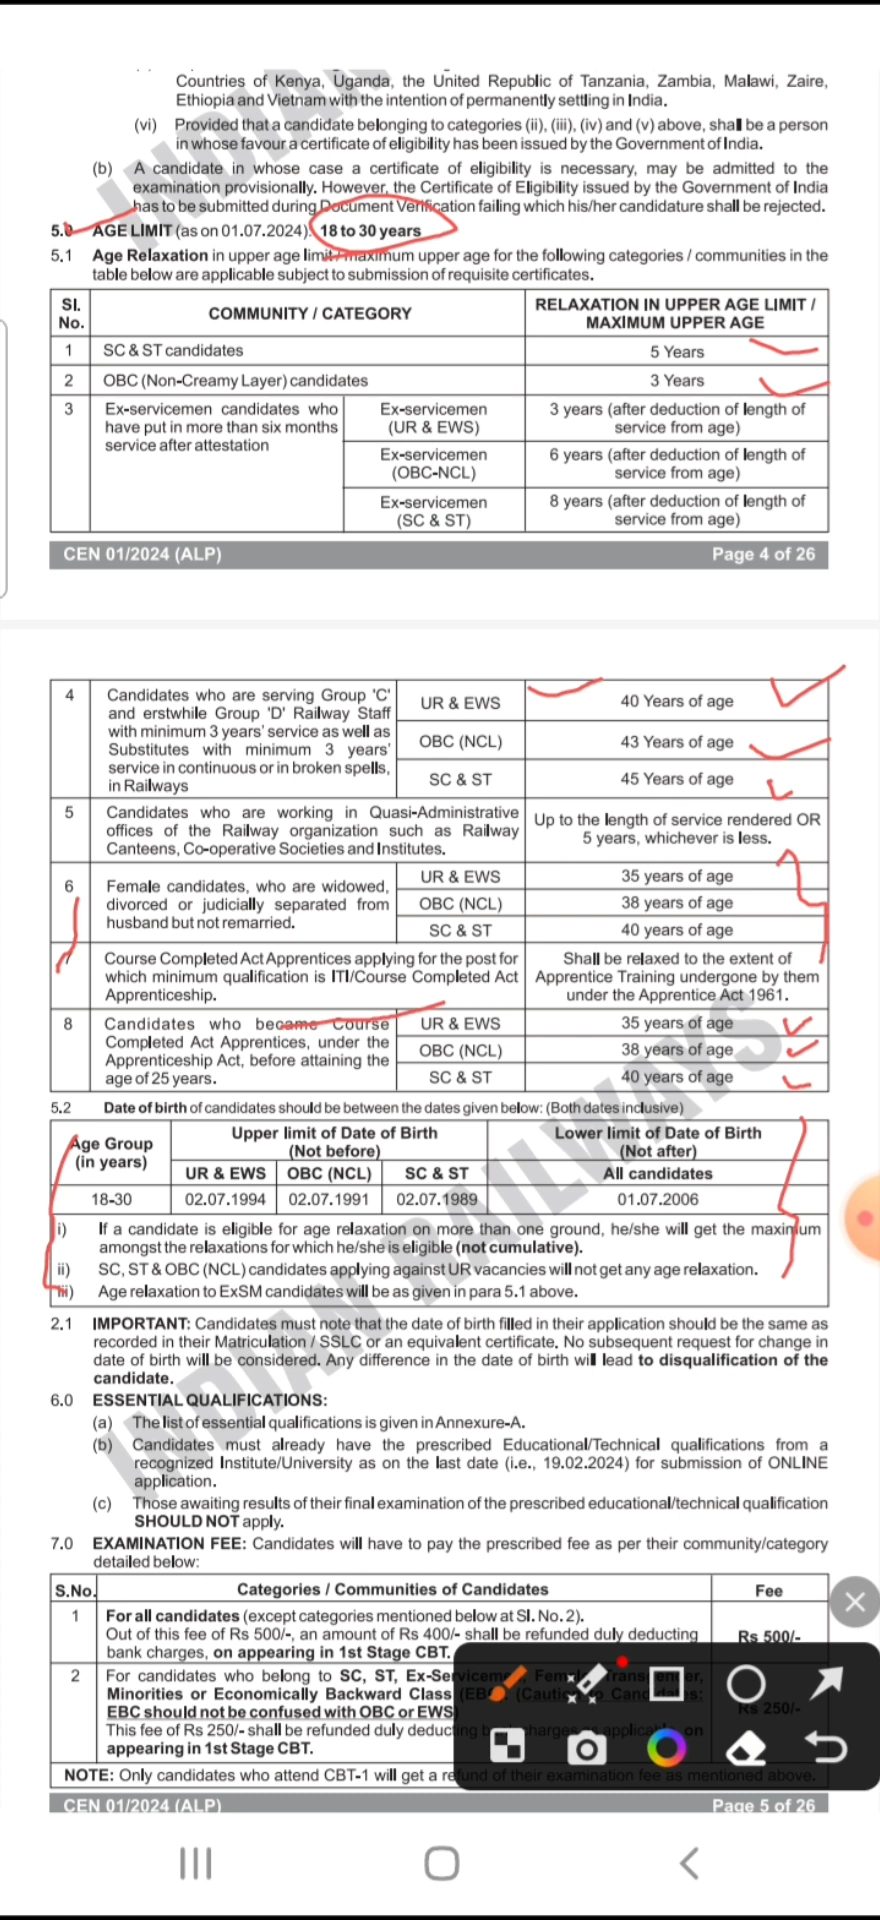 Countries of Kenya, Uganda, the United Republic of Tanzania, Zambia, Malawi, Zaire,
Ethiopia and Vietnam with the intention of permanently settling in India.
(vi) Provided that a candidate belonging to categories (ii), (iii), (iv) and (v) above, shall be a person
in whose favour a certificate of eligibility has been issued by the Government of India.
(b) A candidate in whose case a certificate of eligibility is necessary, may be admitted to the
examination provisionally. However, the Certificate of Eligibility issued by the Government of India
has to be submitted during Document Verification failing which his/her candidature shall be rejected.
5.0 AGE LIMIT (as on 01.07.2024): 18 to 30 years
5.1 Age Relaxation in upper age limit / maximum upper age for the following categories / communities in the
table below are applicable subject to submission of requisite certificates.
Sl. No. COMMUNITY / CATEGORY RELAXATION IN UPPER AGE LIMIT / MAXIMUM UPPER AGE
1 SC & ST candidates 5 Years
2 OBC (Non-Creamy Layer) candidates 3 Years
3 Ex-servicemen candidates who have put in more than six months service after attestation
Ex-servicemen (UR & EWS) 3 years (after deduction of length of service from age)
Ex-servicemen (OBC-NCL) 6 years (after deduction of length of service from age)
Ex-servicemen (SC & ST) 8 years (after deduction of length of service from age)
CEN 01/2024 (ALP) Page 4 of 26
4 Candidates who are serving Group 'C' and erstwhile Group 'D' Railway Staff with minimum 3 years' service as well as Substitutes with minimum 3 years' service in continuous or in broken spells, in Railways
UR & EWS 40 Years of age
OBC (NCL) 43 Years of age
SC & ST 45 Years of age
5 Candidates who are working in Quasi-Administrative offices of the Railway organization such as Railway Canteens, Co-operative Societies and Institutes.
Up to the length of service rendered OR 5 years, whichever is less.
6 Female candidates, who are widowed, divorced or judicially separated from husband but not remarried.
UR & EWS 35 years of age
OBC (NCL) 38 years of age
SC & ST 40 years of age
7 Course Completed Act Apprentices applying for the post for which minimum qualification is ITI/Course Completed Act Apprenticeship.
Shall be relaxed to the extent of Apprentice Training undergone by them under the Apprentice Act 1961.
8 Candidates who became Course Completed Act Apprentices, under the Apprenticeship Act, before attaining the age of 25 years.
UR & EWS 35 years of age
OBC (NCL) 38 years of age
SC & ST 40 years of age
5.2 Date of birth of candidates should be between the dates given below: (Both dates inclusive)
Age Group (in years) Upper limit of Date of Birth (Not before) Lower limit of Date of Birth (Not after)
UR & EWS OBC (NCL) SC & ST All candidates
18-30 02.07.1994 02.07.1991 02.07.1989 01.07.2006
i) If a candidate is eligible for age relaxation on more than one ground, he/she will get the maximum
amongst the relaxations for which he/she is eligible (not cumulative).
ii) SC, ST & OBC (NCL) candidates applying against UR vacancies will not get any age relaxation.
iii) Age relaxation to ExSM candidates will be as given in para 5.1 above.
2.1 IMPORTANT: Candidates must note that the date of birth filled in their application should be the same as
recorded in their Matriculation / SSLC or an equivalent certificate. No subsequent request for change in
date of birth will be considered. Any difference in the date of birth will lead to disqualification of the
candidate.
6.0 ESSENTIAL QUALIFICATIONS:
(a) The list of essential qualifications is given in Annexure-A.
(b) Candidates must already have the prescribed Educational/Technical qualifications from a
recognized Institute/University as on the last date (i.e., 19.02.2024) for submission of ONLINE
application.
(c) Those awaiting results of their final examination of the prescribed educational/technical qualification
SHOULD NOT apply.
7.0 EXAMINATION FEE: Candidates will have to pay the prescribed fee as per their community/category
detailed below:
S.No. Categories / Communities of Candidates Fee
1 For all candidates (except categories mentioned below at Sl. No. 2).
Out of this fee of Rs 500/-, an amount of Rs 400/- shall be refunded duly deducting Rs 500/-
bank charges, on appearing in 1st Stage CBT.
2 For candidates who belong to SC, ST, Ex-Servicemen, Female, Transgender,
Minorities or Economically Backward Class (EBC). (Caution to Candidates:
EBC should not be confused with OBC or EWS) Rs 250/-
This fee of Rs 250/- shall be refunded duly deducting bank charges as applicable on
appearing in 1st Stage CBT.
NOTE: Only candidates who attend CBT-1 will get a refund of their examination fee as mentioned above.
CEN 01/2024 (ALP) Page 5 of 26
INDIAN RAILWAYS